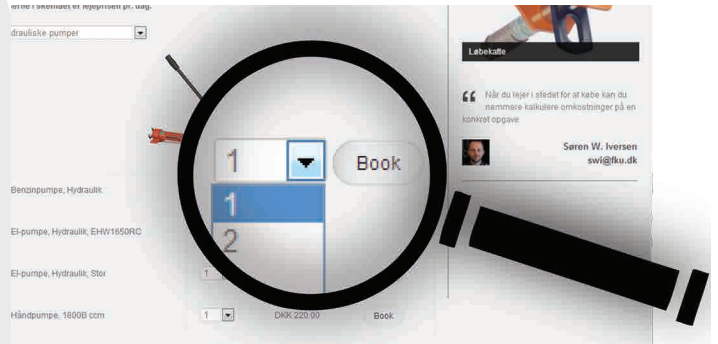 erne i skemaet er lejeprisen pr. dag.
drauliske pumper
Løbekatte
Når du lejer i stedet for at købe kan du
nemmere kalkulere omkostninger på en
konkret opgave
Søren W. Iversen
swi@fku.dk
1 Book
1
2
Benzinpumpe, Hydraulik
El-pumpe, Hydraulik, EHW1650RC
El-pumpe, Hydraulik, Stor
1
Håndpumpe, 1800B ccm 1 DKK 220.00 Book